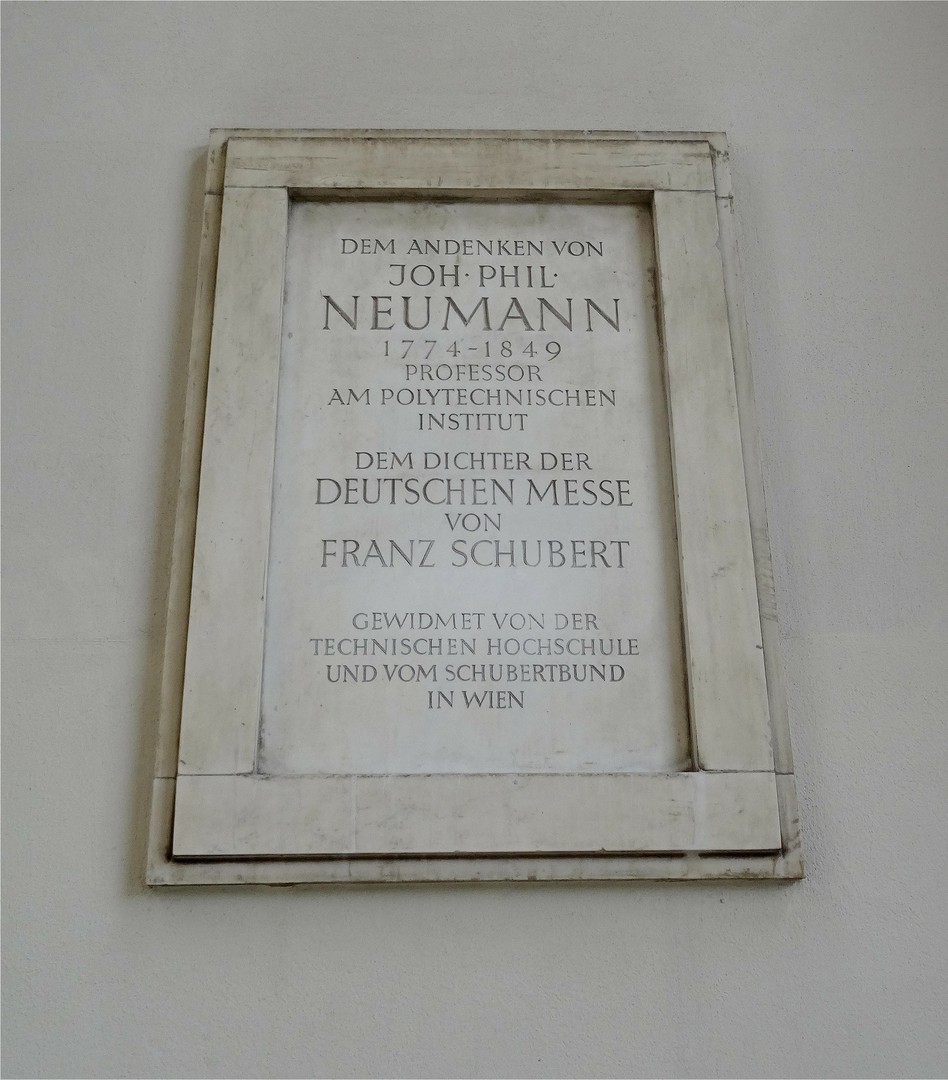 DEM ANDENKEN VON
JOH· PHIL·
NEUMANN
1774-1849
PROFESSOR
AM POLYTECHNISCHEN
INSTITUT
DEM DICHTER DER
DEUTSCHEN MESSE
VON
FRANZ SCHUBERT
GEWIDMET VON DER
TECHNISCHEN HOCHSCHULE
UND VOM SCHUBERTBUND
IN WIEN